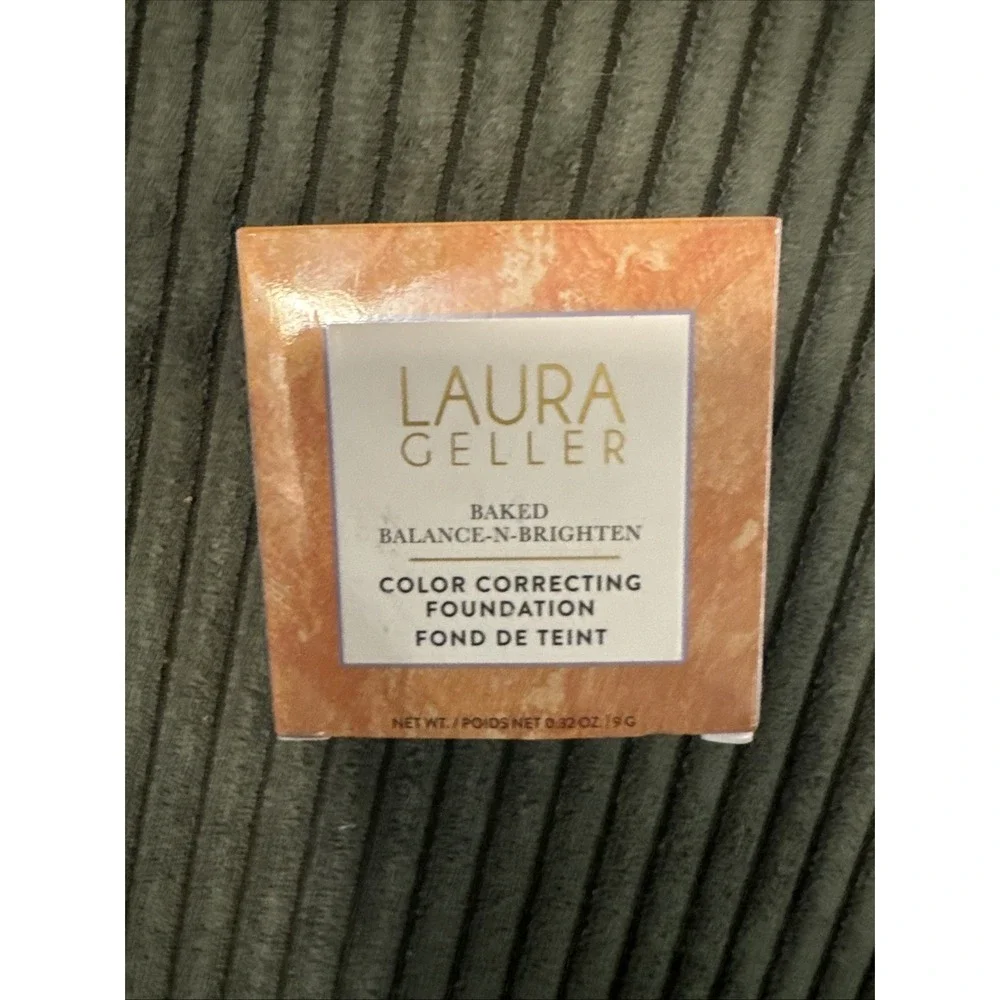 LAURA
GELLER
BAKED
BALANCE-N-BRIGHTEN
COLOR CORRECTING
FOUNDATION
FOND DE TEINT
NET WT. / POIDS NET 0.32 OZ. | 9 G